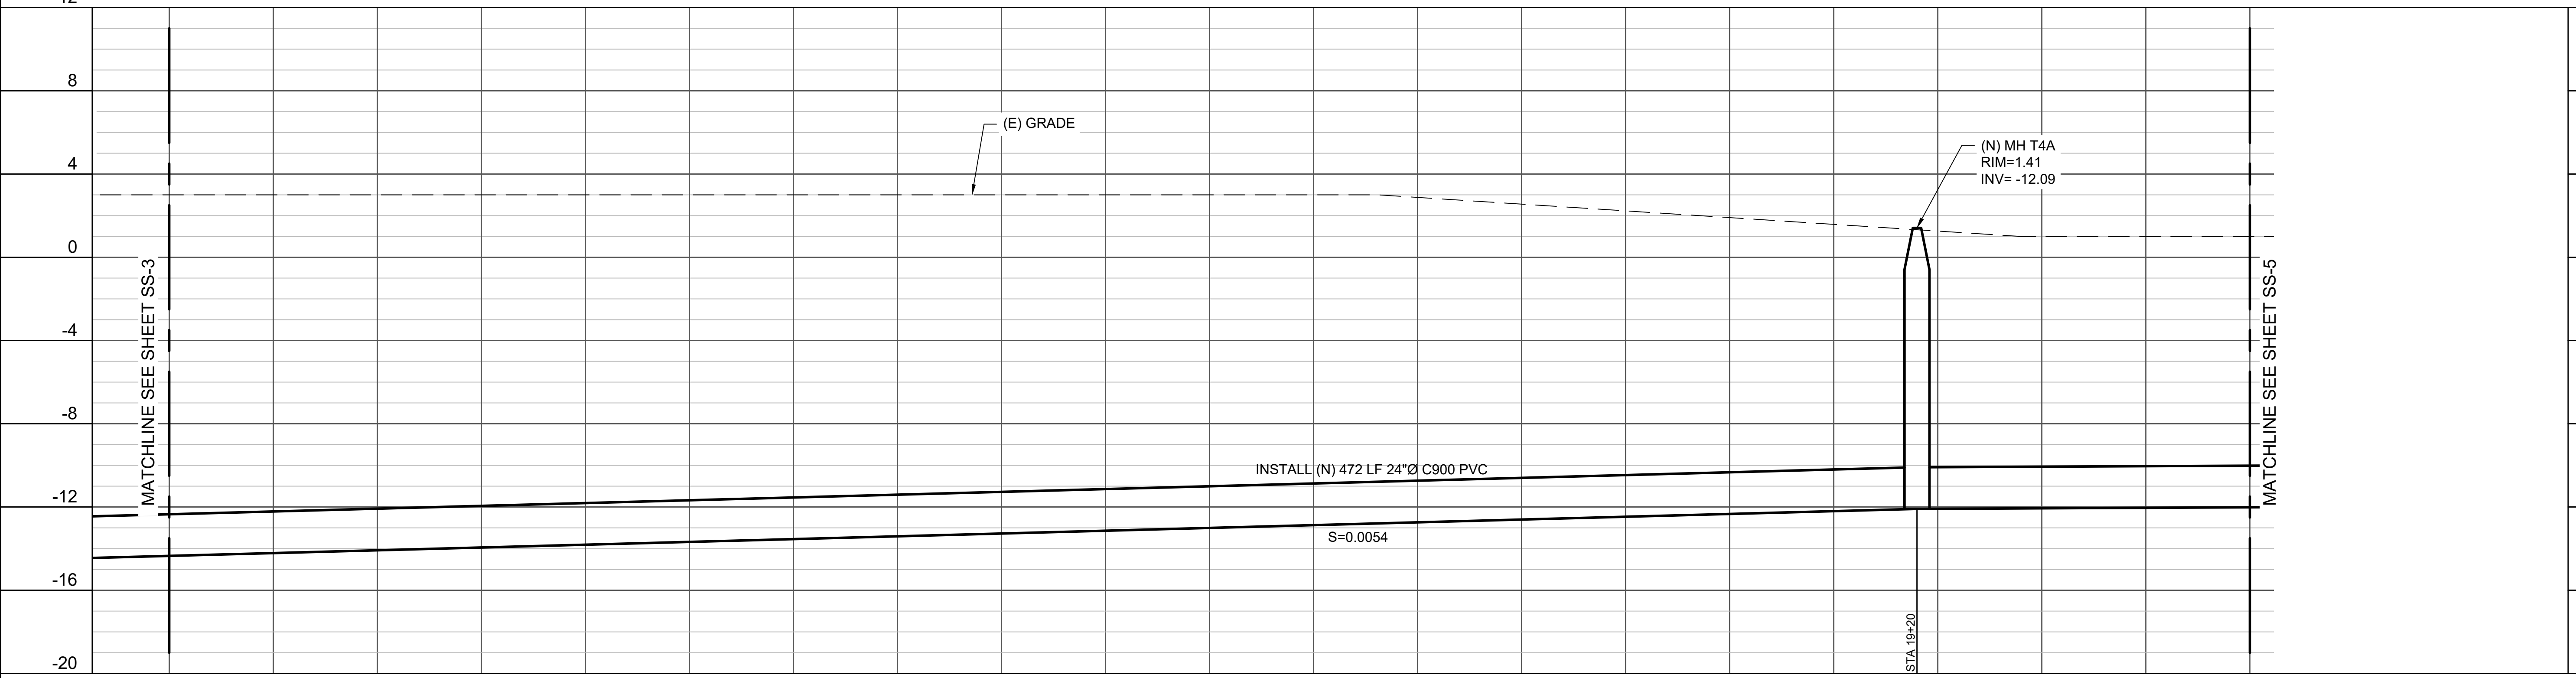 12
8
4
0
-4
-8
-12
-16
-20
MATCHLINE SEE SHEET SS-3
(E) GRADE
(N) MH T4A
RIM=1.41
INV= -12.09
INSTALL (N) 472 LF 24"Ø C900 PVC
S=0.0054
STA 19+20
MATCHLINE SEE SHEET SS-5